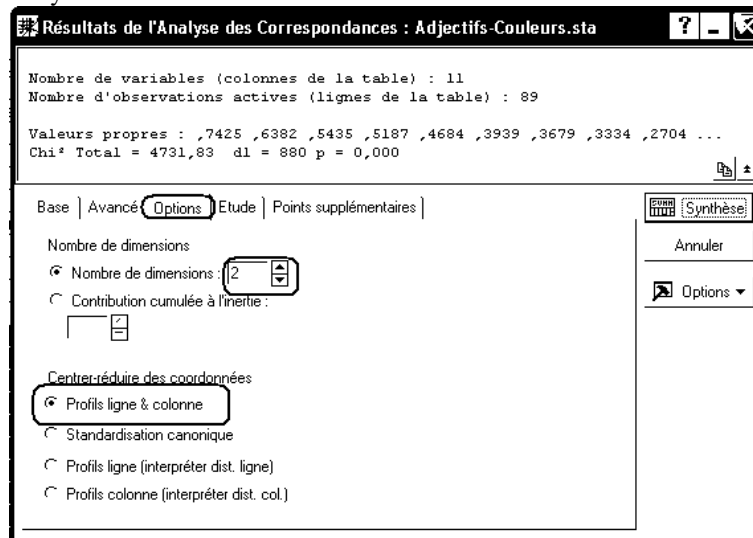 Résultats de l'Analyse des Correspondances : Adjectifs-Couleurs.sta
Nombre de variables (colonnes de la table) : 11
Nombre d'observations actives (lignes de la table) : 89
Valeurs propres : ,7425 ,6382 ,5435 ,5187 ,4684 ,3939 ,3679 ,3334 ,2704 ...
Chi² Total = 4731,83 dl = 880 p = 0,000
Base Avancé Options Etude Points supplémentaires
Synthèse
Annuler
Options
Nombre de dimensions
Nombre de dimensions : 2
Contribution cumulée à l'inertie :
Centrer-réduire des coordonnées
Profils ligne & colonne
Standardisation canonique
Profils ligne (interpréter dist. ligne)
Profils colonne (interpréter dist. col.)